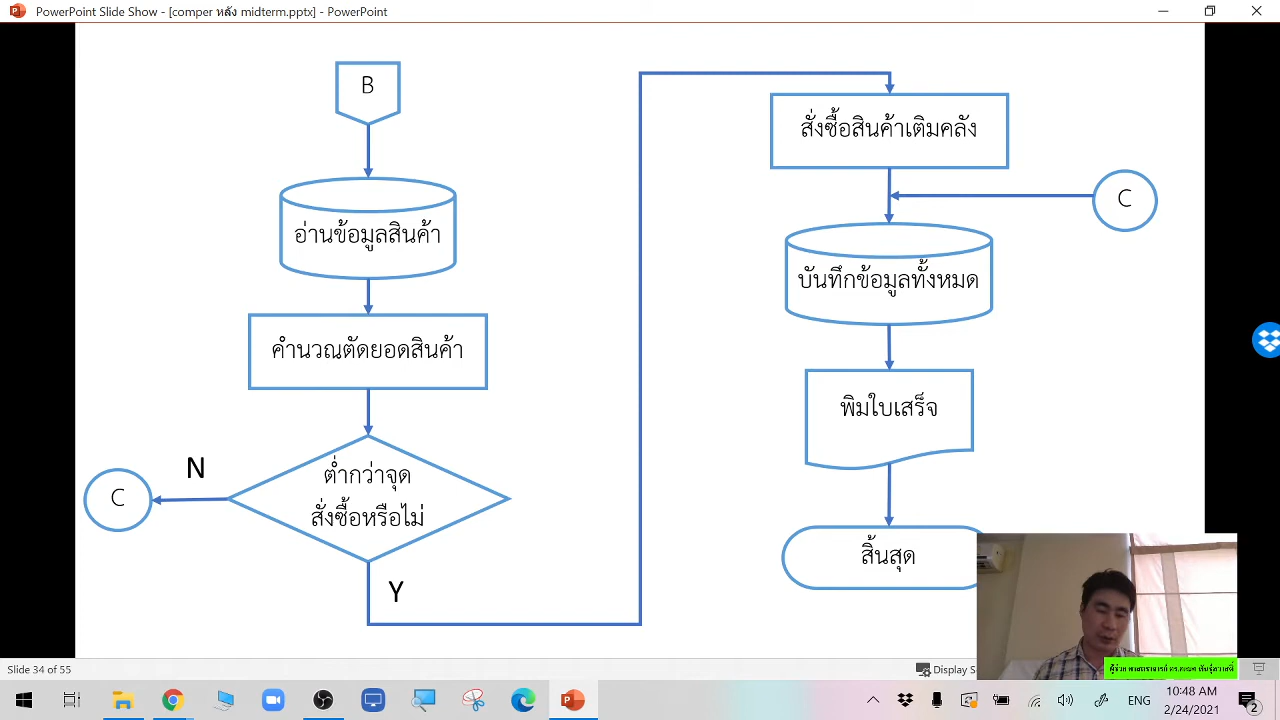 PowerPoint Slide Show - [comper หลัง midterm.pptx] - PowerPoint
B
อ่านข้อมูลสินค้า
คำนวณตัดยอดสินค้า
ต่ำกว่าจุด
สั่งซื้อหรือไม่
N
C
Y
สั่งซื้อสินค้าเติมคลัง
C
บันทึกข้อมูลทั้งหมด
พิมใบเสร็จ
สิ้นสุด
Slide 34 of 55
Display S
ENG
10:48 AM
2/24/2021
2